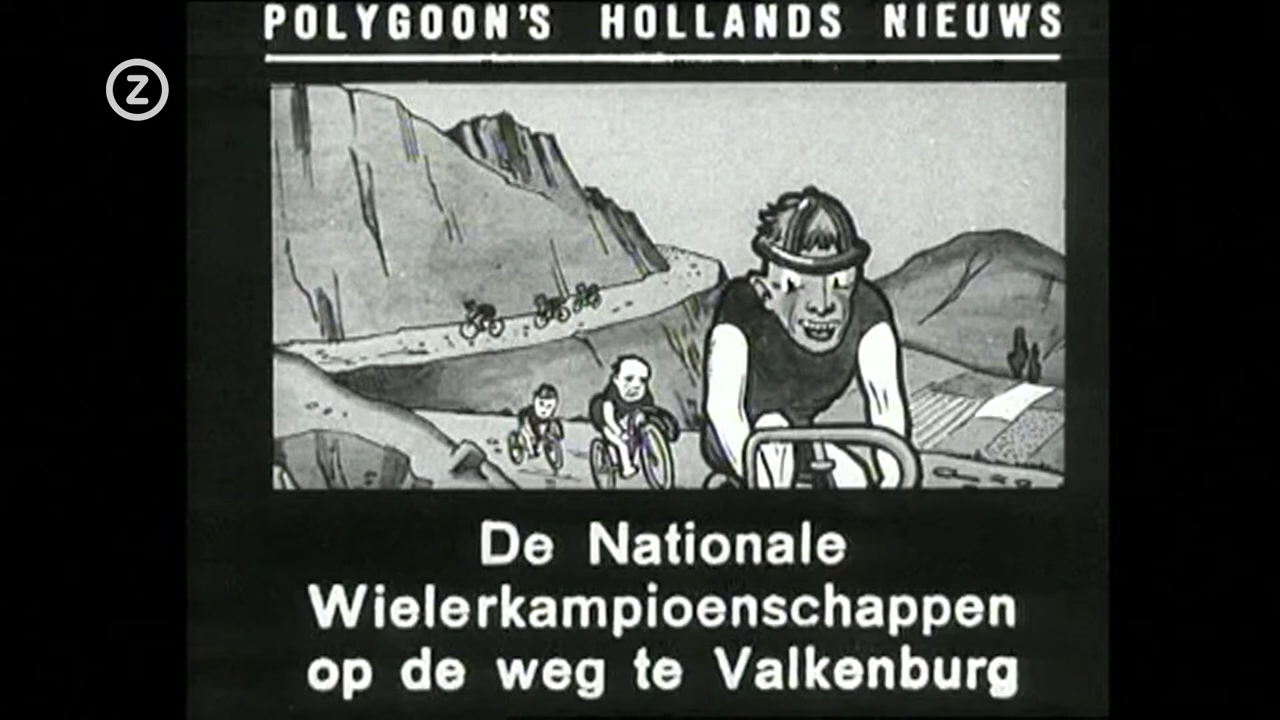 POLYGOON'S HOLLANDS NIEUWS
Z
De Nationale
Wielerkampioenschappen
op de weg te Valkenburg